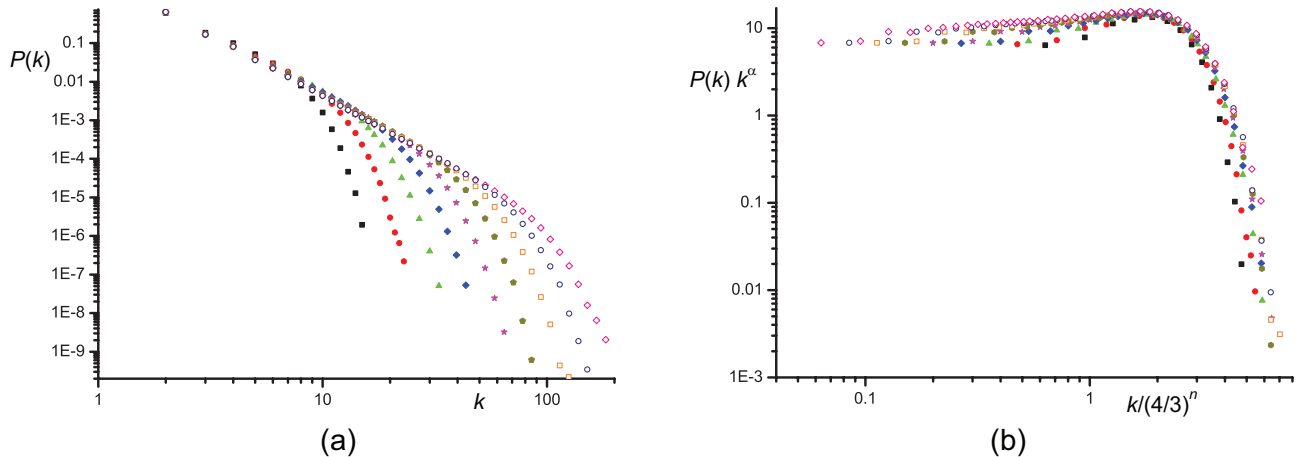 P(k)
0.1
0.01
1E-3
1E-4
1E-5
1E-6
1E-7
1E-8
1E-9
1 10 100
k
(a)
P(k) k^α
10
1
0.1
0.01
1E-3
0.1 1
k/(4/3)^n
(b)